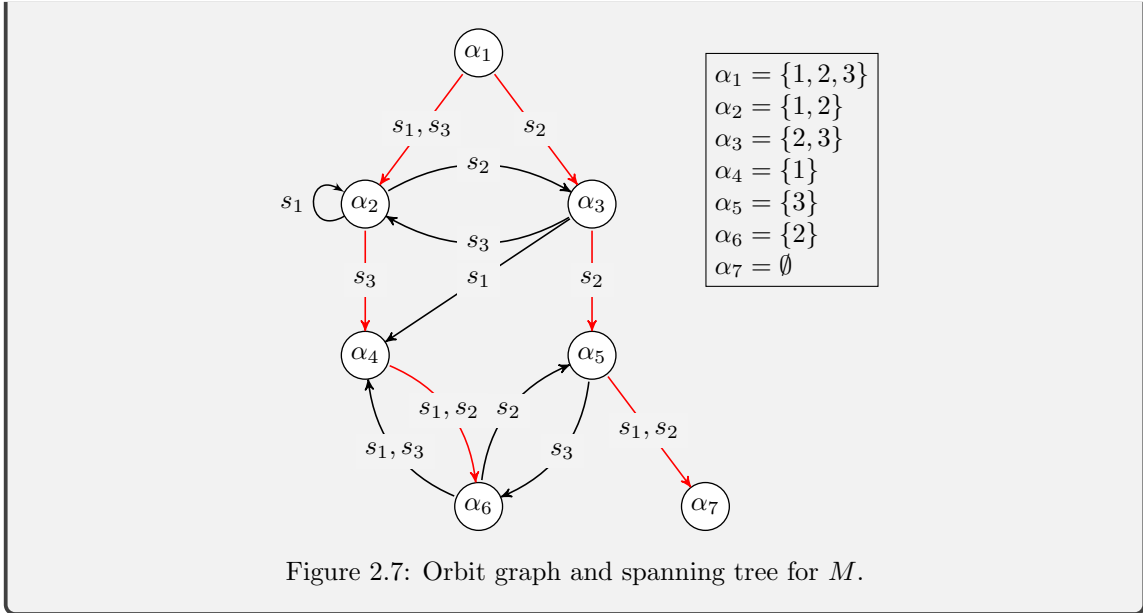 α₁
α₁ = {1, 2, 3}
α₂ = {1, 2}
α₃ = {2, 3}
α₄ = {1}
α₅ = {3}
α₆ = {2}
α₇ = ∅
s₁, s₃
s₂
s₂
s₁
α₂
α₃
s₃
s₃
s₁
s₂
α₄
α₅
s₁, s₂
s₂
s₁, s₂
s₁, s₃
s₃
α₆
α₇
Figure 2.7: Orbit graph and spanning tree for M.